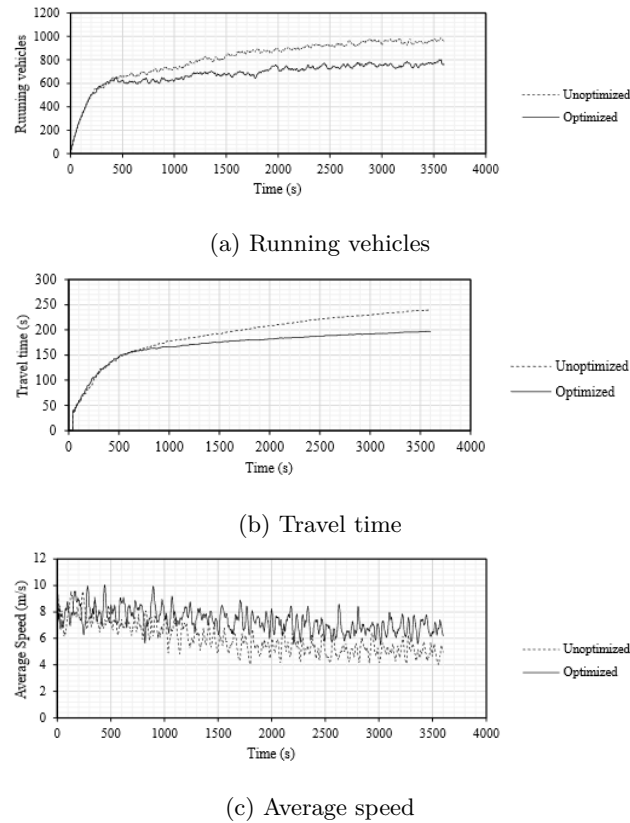 1200
1000
800
600
400
200
0
Ruuning vehicles
0 500 1000 1500 2000 2500 3000 3500 4000
Time (s)
Unoptimized
Optimized
(a) Running vehicles
300
250
200
150
100
50
0
Travel time (s)
0 500 1000 1500 2000 2500 3000 3500 4000
Time (s)
Unoptimized
Optimized
(b) Travel time
12
10
8
6
4
2
0
Average Speed (m/s)
0 500 1000 1500 2000 2500 3000 3500 4000
Time (s)
Unoptimized
Optimized
(c) Average speed